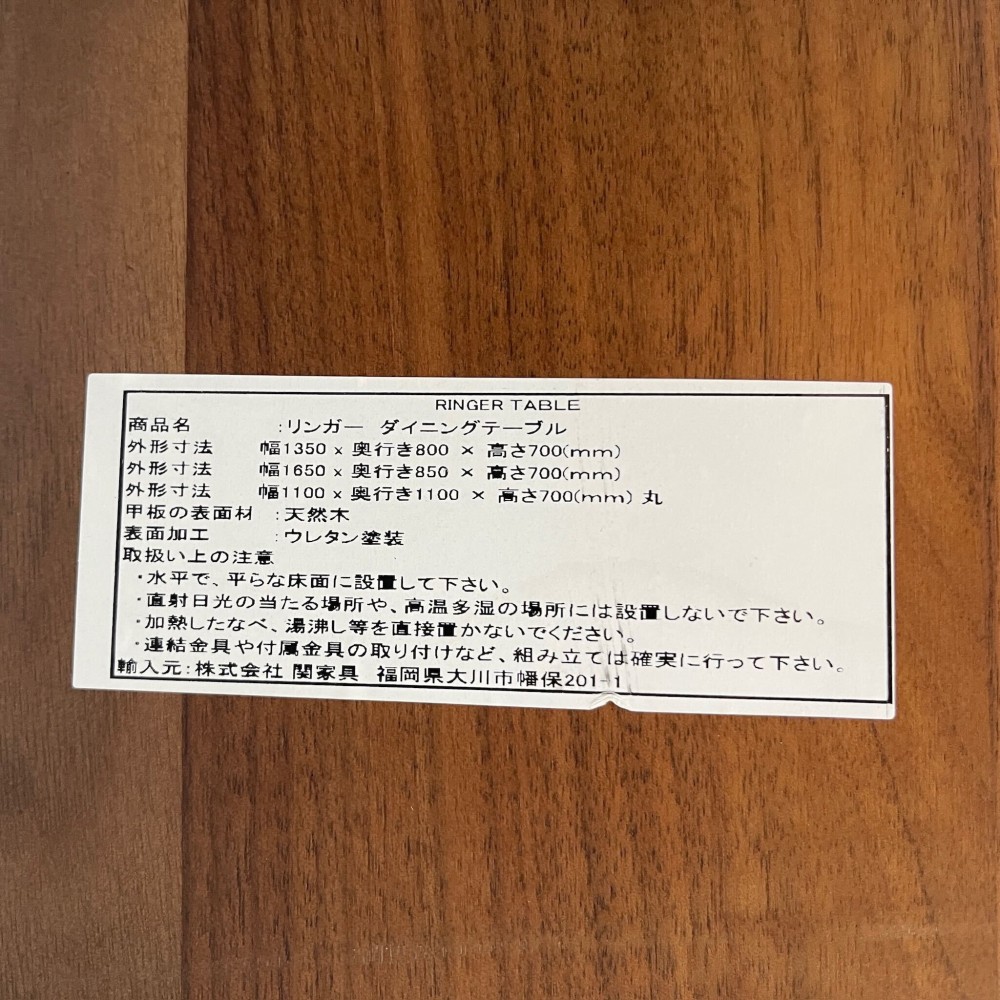 RINGER TABLE
商品名 :リンガー ダイニングテーブル
外形寸法 幅1350 x 奥行き800 × 高さ700(mm)
外形寸法 幅1650 x 奥行き850 × 高さ700(mm)
外形寸法 幅1100 x 奥行き1100 × 高さ700(mm) 丸
甲板の表面材 :天然木
表面加工 :ウレタン塗装
取扱い上の注意
・水平で、平らな床面に設置して下さい。
・直射日光の当たる場所や、高温多湿の場所には設置しないで下さい。
・加熱したなべ、湯沸し等を直接置かないでください。
・連結金具や付属金具の取り付けなど、組み立ては確実に行って下さい。
輸入元:株式会社 関家具 福岡県大川市幡保201-1